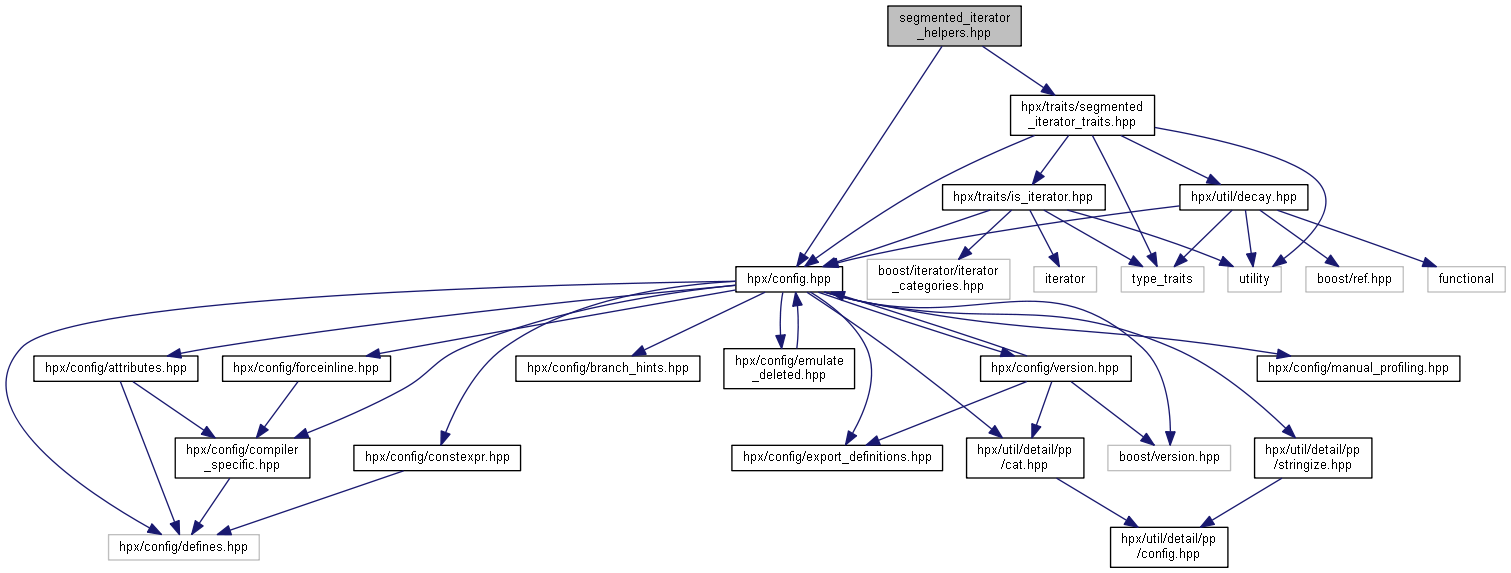 segmented_iterator
_helpers.hpp
hpx/traits/segmented
_iterator_traits.hpp
hpx/traits/is_iterator.hpp
hpx/util/decay.hpp
hpx/config.hpp
boost/iterator/iterator
_categories.hpp
iterator
type_traits
utility
boost/ref.hpp
functional
hpx/config/attributes.hpp
hpx/config/forceinline.hpp
hpx/config/branch_hints.hpp
hpx/config/emulate
_deleted.hpp
hpx/config/version.hpp
hpx/config/manual_profiling.hpp
hpx/config/compiler
_specific.hpp
hpx/config/constexpr.hpp
hpx/config/export_definitions.hpp
hpx/util/detail/pp
/cat.hpp
boost/version.hpp
hpx/util/detail/pp
/stringize.hpp
hpx/config/defines.hpp
hpx/util/detail/pp
/config.hpp